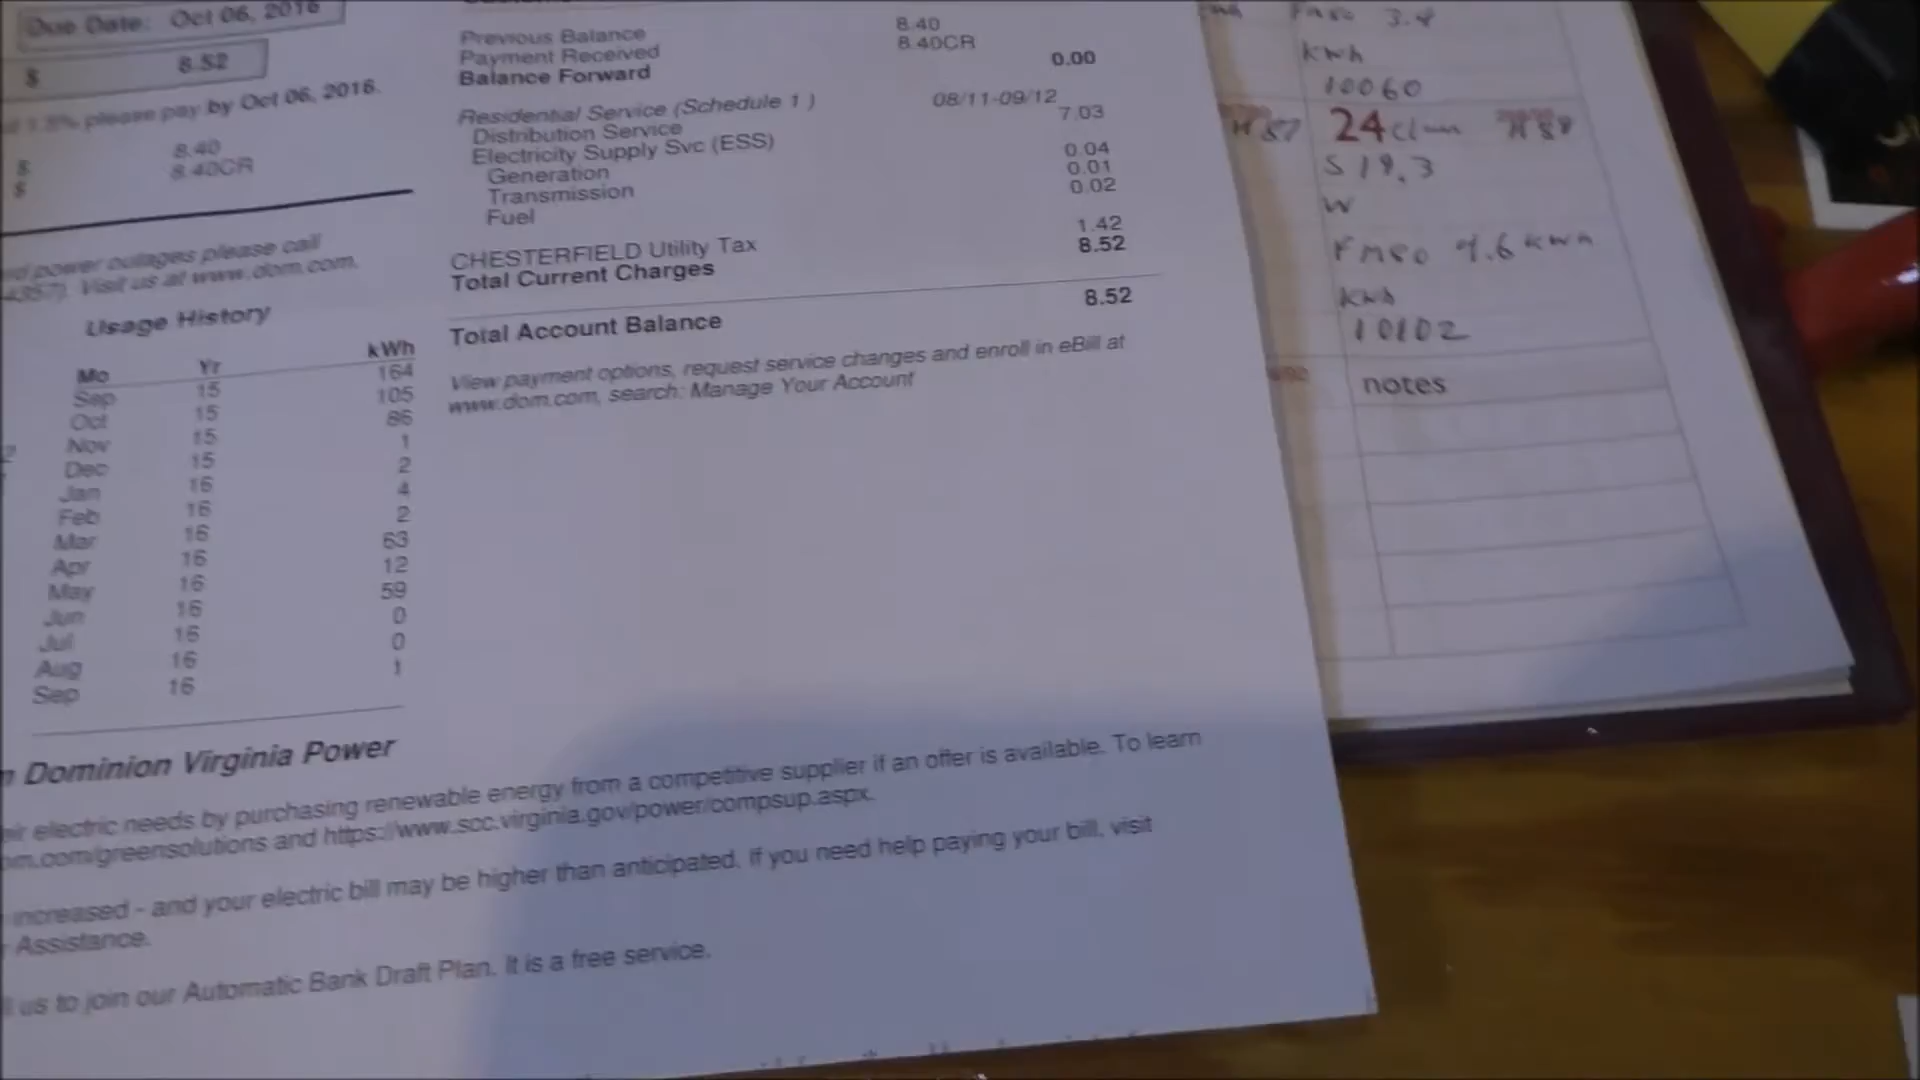 Due Date: Oct 06, 2016
$ 8.52
1.5% please pay by Oct 06, 2016.
$ 8.40
$ 8.40CR
power outages please call
4357). Visit us at www.dom.com.
Usage History
Mo Yr kWh
Sep 15 164
Oct 15 105
Nov 15 86
Dec 15 1
Jan 16 2
Feb 16 4
Mar 16 2
Apr 16 63
May 16 12
Jun 16 59
Jul 16 0
Aug 16 0
Sep 16 1
Previous Balance 8.40
Payment Received 8.40CR
Balance Forward 0.00
Residential Service (Schedule 1 ) 08/11-09/12
Distribution Service 7.03
Electricity Supply Svc (ESS)
Generation 0.04
Transmission 0.01
Fuel 0.02
CHESTERFIELD Utility Tax 1.42
Total Current Charges 8.52
Total Account Balance 8.52
View payment options, request service changes and enroll in eBill at
www.dom.com, search: Manage Your Account
Dominion Virginia Power
electric needs by purchasing renewable energy from a competitive supplier if an offer is available. To learn
om.com/greensolutions and https://www.scc.virginia.gov/power/compsup.aspx.
increased - and your electric bill may be higher than anticipated. If you need help paying your bill, visit
Assistance.
us to join our Automatic Bank Draft Plan. It is a free service.
3.8
kwh
10060
24
S 18.3
W
FM80 9.6 kwh
kwh
10102
notes